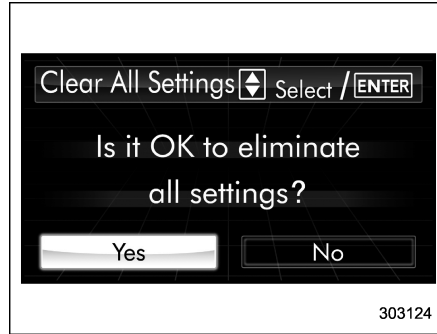 Clear All Settings Select / ENTER
Is it OK to eliminate
all settings?
Yes No
303124